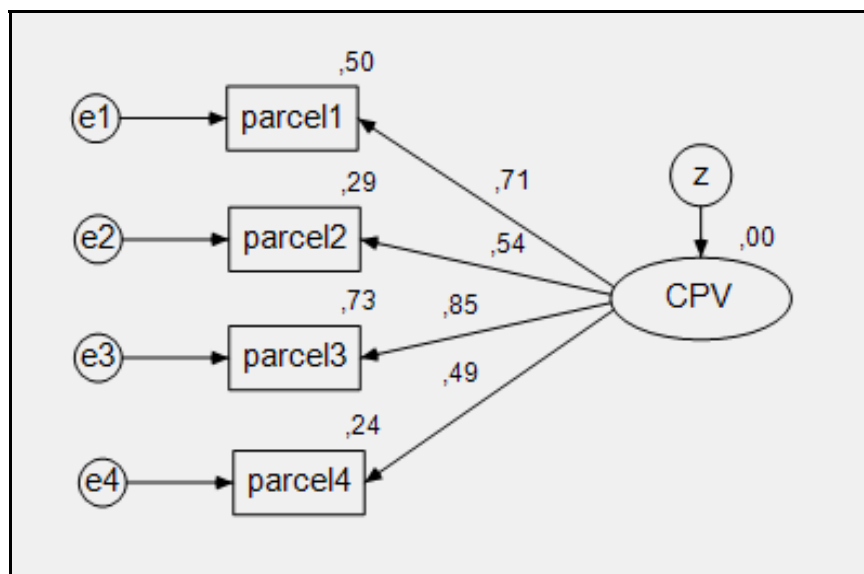 ,50
e1
parcel1
,71
z
,29
e2
parcel2
,54
,00
CPV
,73
,85
e3
parcel3
,49
,24
e4
parcel4